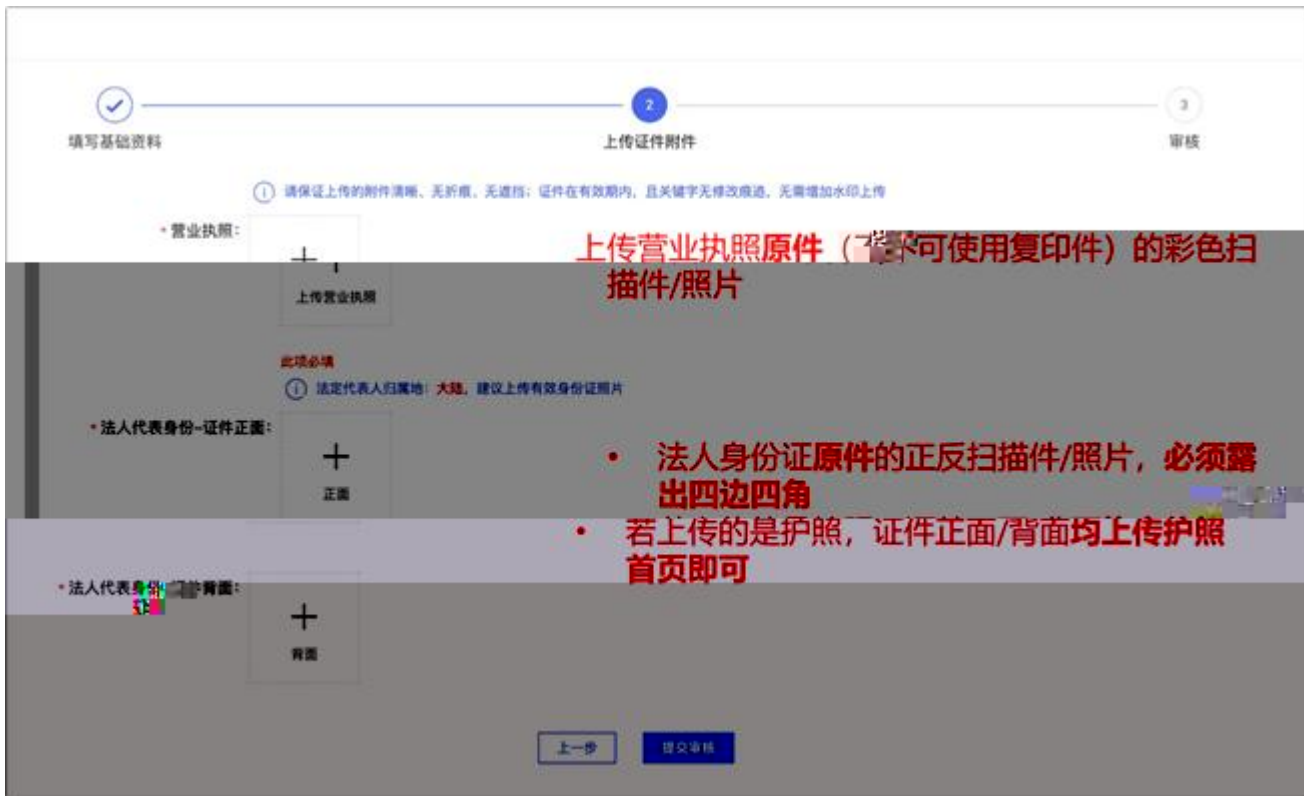 2
3
填写基础资料
上传证件附件
审核
请保证上传的附件清晰、无折痕、无遮挡；证件在有效期内，且关键字无修改痕迹，无需增加水印上传
* 营业执照：
上传营业执照
上传营业执照原件（不可使用复印件）的彩色扫
描件/照片
此项必填
法定代表人归属地：大陆，建议上传有效身份证照片
* 法人代表身份-证件正面：
正面
• 法人身份证原件的正反扫描件/照片，必须露
出四边四角
• 若上传的是护照，证件正面/背面均上传护照
首页即可
* 法人代表身份 背面：
背面
上一步
提交审核